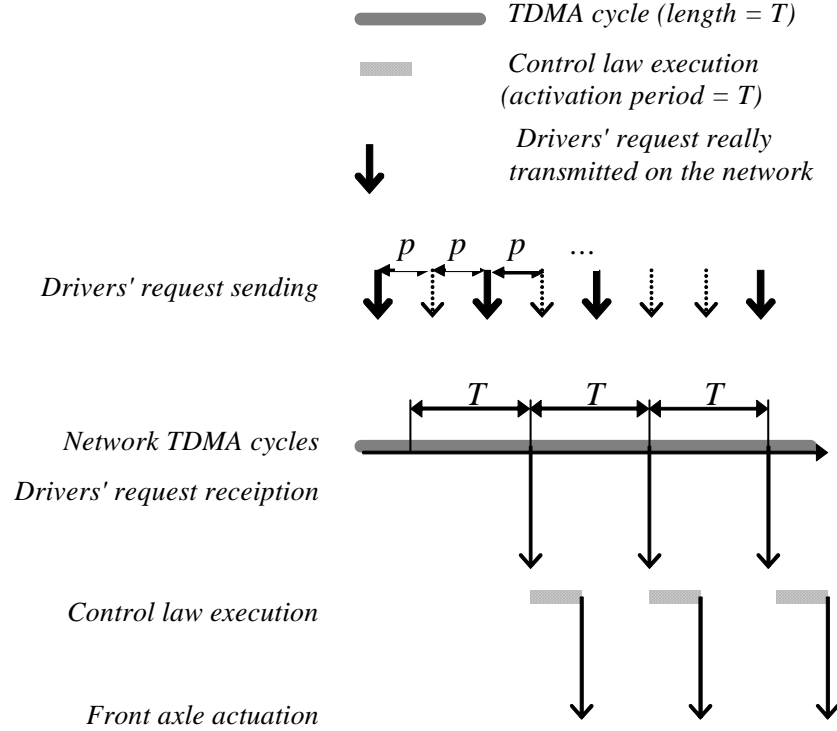 TDMA cycle (length = T)
Control law execution
(activation period = T)
Drivers' request really
transmitted on the network
p p p ...
Drivers' request sending
T T T
Network TDMA cycles
Drivers' request receiption
Control law execution
Front axle actuation